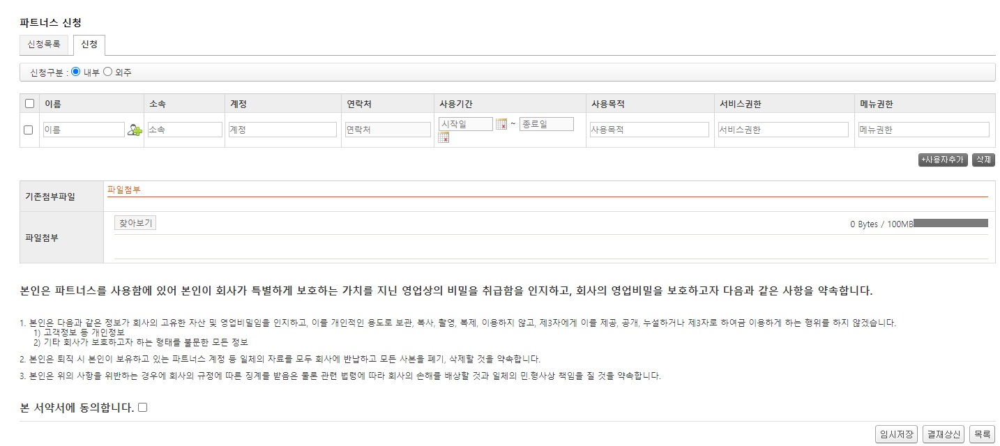 파트너스 신청
신청목록 신청
신청구분 : 내부 외주
이름 소속 계정 연락처 사용기간 사용목적 서비스권한 메뉴권한
이름 소속 계정 연락처 시작일 ~ 종료일 사용목적 서비스권한 메뉴권한
+사용자추가 삭제
기존첨부파일 파일첨부
파일첨부 찾아보기 0 Bytes / 100MB
본인은 파트너스를 사용함에 있어 본인이 회사가 특별하게 보호하는 가치를 지닌 영업상의 비밀을 취급함을 인지하고, 회사의 영업비밀을 보호하고자 다음과 같은 사항을 약속합니다.
1. 본인은 다음과 같은 정보가 회사의 고유한 자산 및 영업비밀임을 인지하고, 이를 개인적인 용도로 보관, 복사, 촬영, 복제, 이용하지 않고, 제3자에게 이를 제공, 공개, 누설하거나 제3자로 하여금 이용하게 하는 행위를 하지 않겠습니다.
1) 고객정보 등 개인정보
2) 기타 회사가 보호하고자 하는 형태를 불문한 모든 정보
2. 본인은 퇴직 시 본인이 보유하고 있는 파트너스 계정 등 일체의 자료를 모두 회사에 반납하고 모든 사본을 폐기, 삭제할 것을 약속합니다.
3. 본인은 위의 사항을 위반하는 경우에 회사의 규정에 따른 징계를 받음은 물론 관련 법령에 따라 회사의 손해를 배상할 것과 일체의 민.형사상 책임을 질 것을 약속합니다.
본 서약서에 동의합니다.
임시저장 결재상신 목록